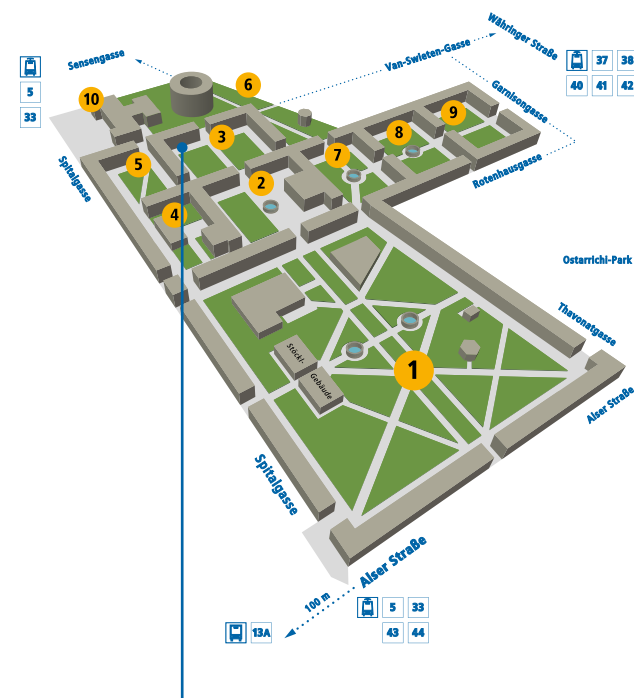 Währinger Straße
Sensengasse
Van-Swieten-Gasse
37 38
40 41 42
5
33
10
6
Garnisongasse
9
3
8
7
5
2
4
Spitalgasse
Rotenhausgasse
Ostarrichi-Park
Thavonatgasse
Stöckl-
Gebäude
1
Alser Straße
Spitalgasse
Alser Straße
100 m
13A
5 33
43 44